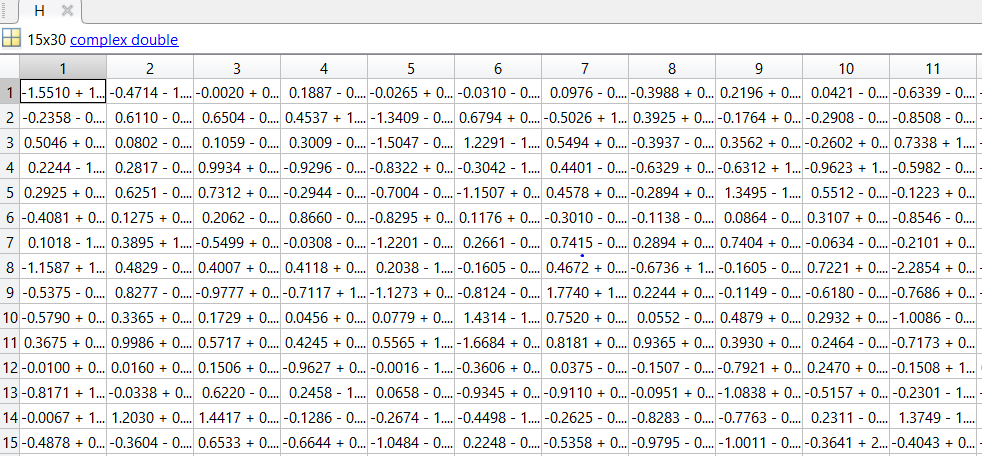 H
15x30 complex double
1 2 3 4 5 6 7 8 9 10 11
1 -1.5510 + 1... -0.4714 - 1.... -0.0020 + 0... 0.1887 - 0.... -0.0265 + 0... -0.0310 - 0.... 0.0976 - 0.... -0.3988 + 0... 0.2196 + 0... 0.0421 - 0.... -0.6339 - 0....
2 -0.2358 - 0.... 0.6110 - 0.... 0.6504 - 0.... 0.4537 + 1... -1.3409 - 0.... 0.6794 + 0... -0.5026 + 1... 0.3925 + 0... -0.1764 + 0... -0.2908 - 0.... -0.8508 - 0....
3 0.5046 + 0... 0.0802 - 0.... 0.1059 - 0.... 0.3009 - 0.... -1.5047 - 0.... 1.2291 - 1.... 0.5494 + 0... -0.3937 - 0.... 0.3562 + 0... -0.2602 + 0... 0.7338 + 1...
4 0.2244 - 1.... 0.2817 - 0.... 0.9934 + 0... -0.9296 - 0.... -0.8322 + 0... -0.3042 - 1.... 0.4401 - 0.... -0.6329 + 0... -0.6312 + 1... -0.9623 + 1... -0.5982 - 0....
5 0.2925 + 0... 0.6251 - 0.... 0.7312 + 0... -0.2944 - 0.... -0.7004 - 0.... -1.1507 + 0... 0.4578 + 0... -0.2894 + 0... 1.3495 - 1.... 0.5512 - 0.... -0.1223 + 0...
6 -0.4081 + 0... 0.1275 + 0... 0.2062 - 0.... 0.8660 - 0.... -0.8295 + 0... 0.1176 + 0... -0.3010 - 0.... -0.1138 - 0.... 0.0864 - 0.... 0.3107 + 0... -0.8546 - 0....
7 0.1018 - 1.... 0.3895 + 1... -0.5499 + 0... -0.0308 - 0.... -1.2201 - 0.... 0.2661 - 0.... 0.7415 - 0.... 0.2894 + 0... 0.7404 + 0... -0.0634 - 0.... -0.2101 + 0...
8 -1.1587 + 1... 0.4829 - 0.... 0.4007 + 0... 0.4118 + 0... 0.2038 - 1.... -0.1605 - 0.... 0.4672 + 0... -0.6736 + 1... -0.1605 - 0.... 0.7221 + 0... -2.2854 + 0...
9 -0.5375 - 0.... 0.8277 - 0.... -0.9777 + 0... -0.7117 + 1... -1.1273 + 0... -0.8124 - 0.... 1.7740 + 1... 0.2244 + 0... -0.1149 - 0.... -0.6180 - 0.... -0.7686 + 0...
10 -0.5790 + 0... 0.3365 + 0... 0.1729 + 0... 0.0456 + 0... 0.0779 + 0... 1.4314 - 1.... 0.7520 + 0... 0.0552 - 0.... 0.4879 + 0... 0.2932 + 0... -1.0086 - 0....
11 0.3675 + 0... 0.9986 + 0... 0.5717 + 0... 0.4245 + 0... 0.5565 + 1... -1.6684 + 0... 0.8181 + 0... 0.9365 + 0... 0.3930 + 0... 0.2464 - 0.... -0.7173 + 0...
12 -0.0100 + 0... 0.0160 + 0... 0.1506 + 0... -0.9627 + 0... -0.0016 - 1.... -0.3606 + 0... 0.0375 - 0.... -0.1507 - 0.... -0.7921 + 0... 0.2470 + 0... -0.1508 + 1...
13 -0.8171 + 1... -0.0338 + 0... 0.6220 - 0.... 0.2458 - 1.... 0.0658 - 0.... -0.9345 + 0... -0.9110 + 0... -0.0951 + 0... -1.0838 + 0... -0.5157 + 0... -0.2301 - 1....
14 -0.0067 + 1... 1.2030 + 0... 1.4417 + 0... -0.1286 - 0.... -0.2674 - 1.... -0.4498 - 1.... -0.2625 - 0.... -0.8283 - 0.... -0.7763 - 0.... 0.2311 - 0.... 1.3749 - 1....
15 -0.4878 + 0... -0.3604 - 0.... 0.6533 + 0... -0.6644 + 0... -1.0484 - 0.... 0.2248 - 0.... -0.5358 + 0... -0.9795 - 0.... -1.0011 - 0.... -0.3641 + 2... -0.4043 + 0...